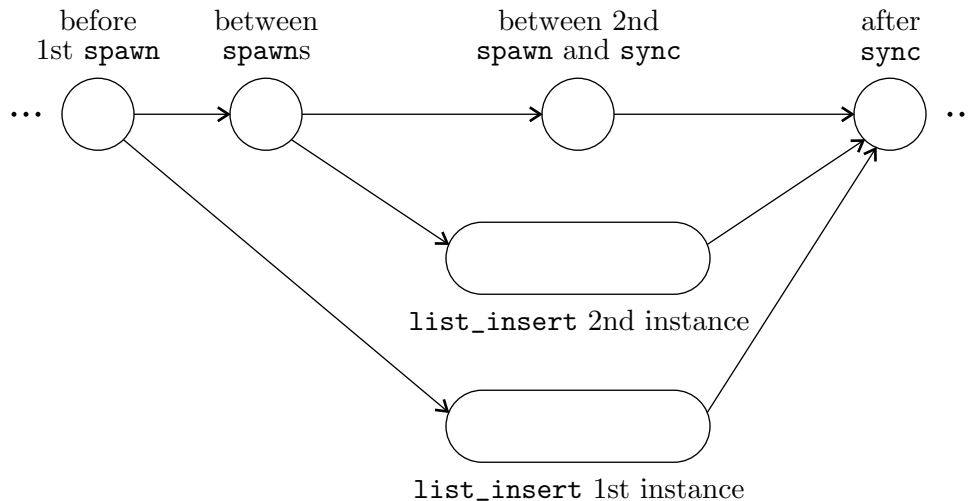 before
1st spawn
between
spawns
between 2nd
spawn and sync
after
sync
...
..
list_insert 2nd instance
list_insert 1st instance